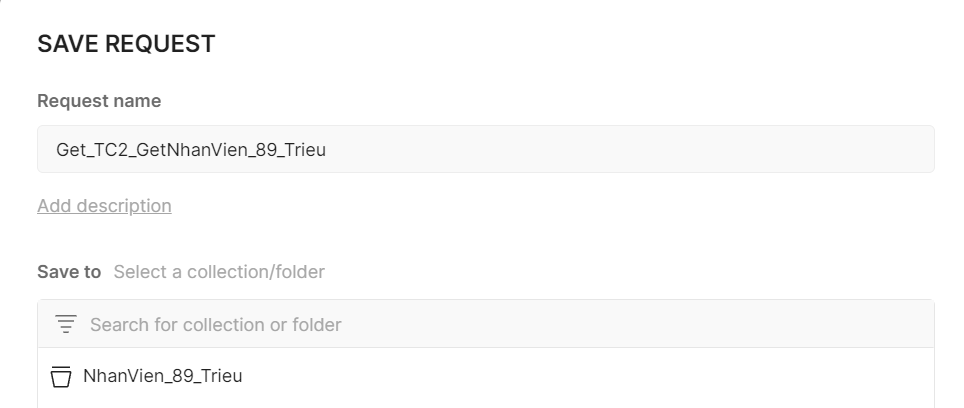 SAVE REQUEST
Request name
Get_TC2_GetNhanVien_89_Trieu
Add description
Save to Select a collection/folder
Search for collection or folder
NhanVien_89_Trieu